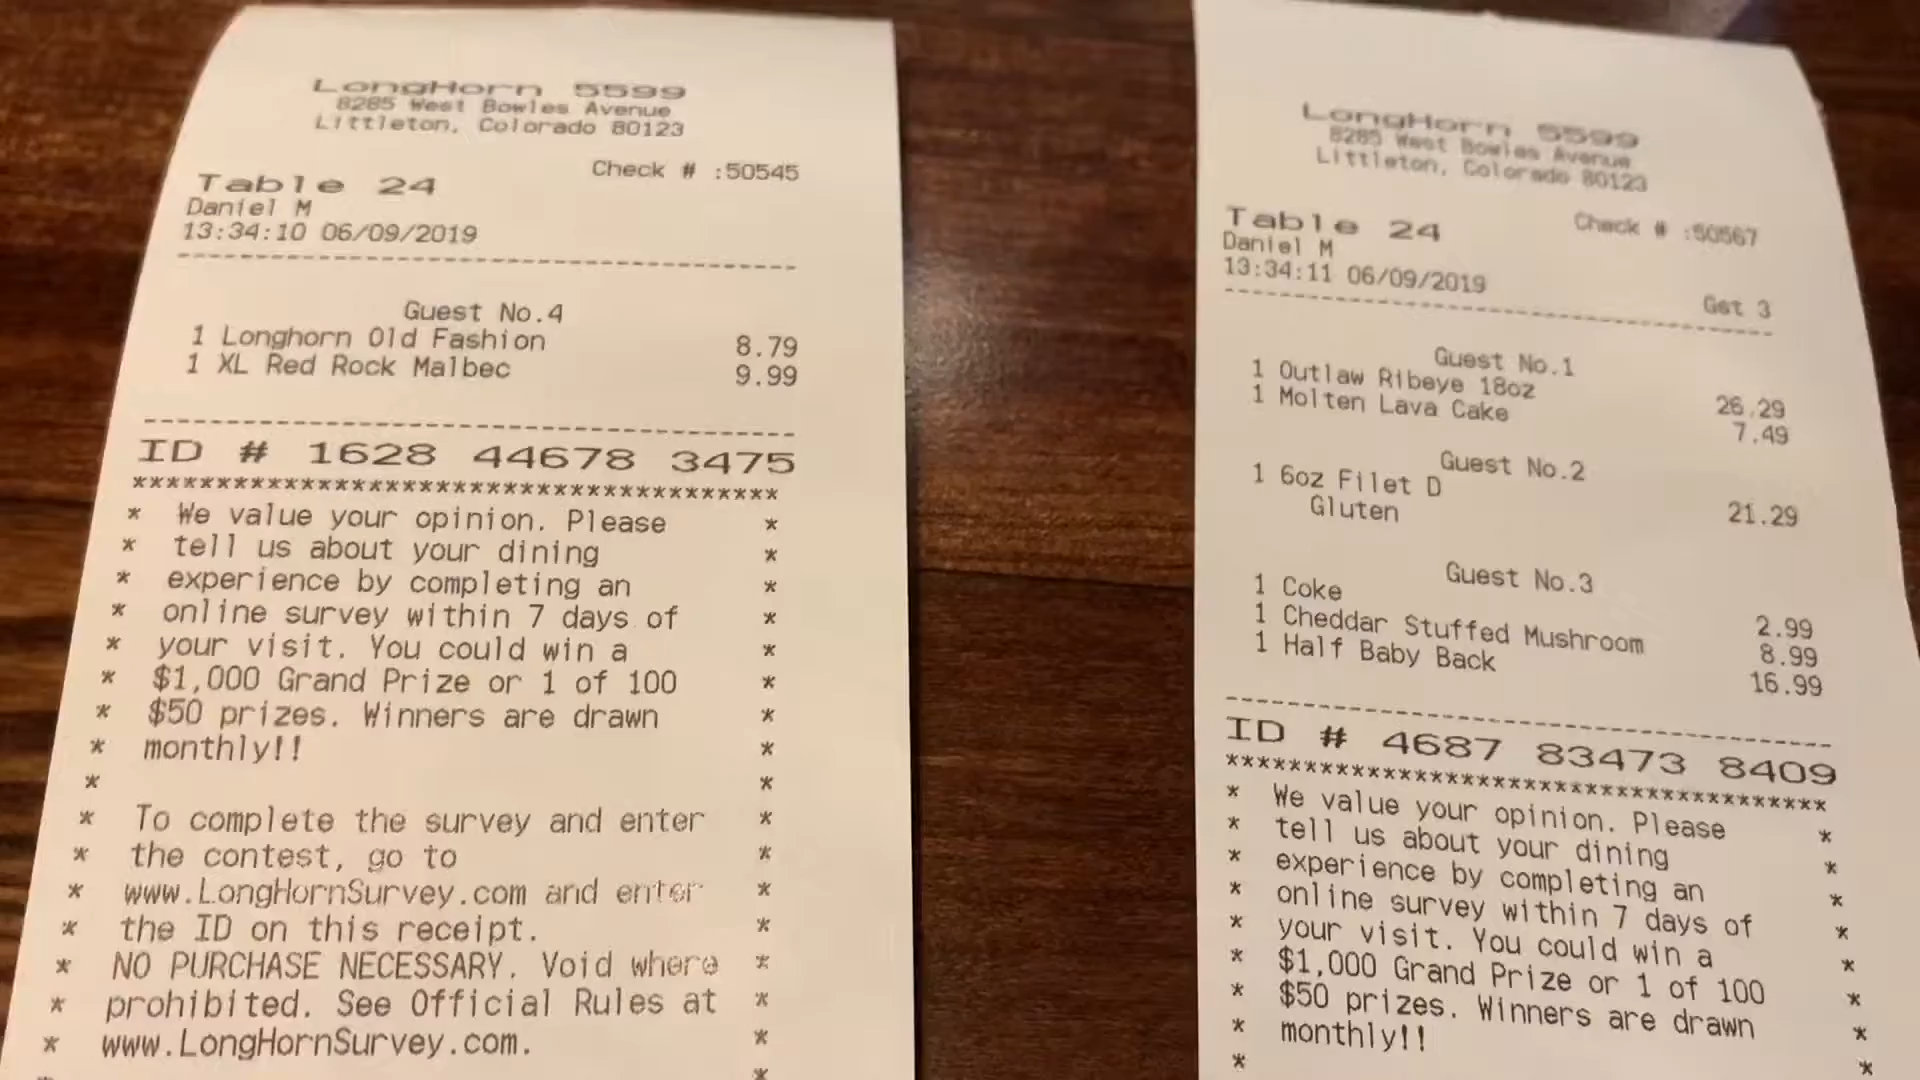 LongHorn 5599
8285 West Bowles Avenue
Littleton, Colorado 80123
Check # :50545
Table 24
Daniel M
13:34:10 06/09/2019
Guest No.4
1 Longhorn Old Fashion 8.79
1 XL Red Rock Malbec 9.99
ID # 1628 44678 3475
***************************************
* We value your opinion. Please *
* tell us about your dining *
* experience by completing an *
* online survey within 7 days of *
* your visit. You could win a *
* $1,000 Grand Prize or 1 of 100 *
* $50 prizes. Winners are drawn *
* monthly!! *
* *
* To complete the survey and enter *
* the contest, go to *
* www.LongHornSurvey.com and enter *
* the ID on this receipt. *
* NO PURCHASE NECESSARY. Void where *
* prohibited. See Official Rules at *
* www.LongHornSurvey.com. *
LongHorn 5599
8285 West Bowles Avenue
Littleton, Colorado 80123
Check # :50567
Table 24
Daniel M
13:34:11 06/09/2019
Gst 3
Guest No.1
1 Outlaw Ribeye 18oz 26.29
1 Molten Lava Cake 7.49
Guest No.2
1 6oz Filet D 21.29
Gluten
Guest No.3
1 Coke 2.99
1 Cheddar Stuffed Mushroom 8.99
1 Half Baby Back 16.99
ID # 4687 83473 8409
***************************************
* We value your opinion. Please *
* tell us about your dining *
* experience by completing an *
* online survey within 7 days of *
* your visit. You could win a *
* $1,000 Grand Prize or 1 of 100 *
* $50 prizes. Winners are drawn *
* monthly!! *
* *